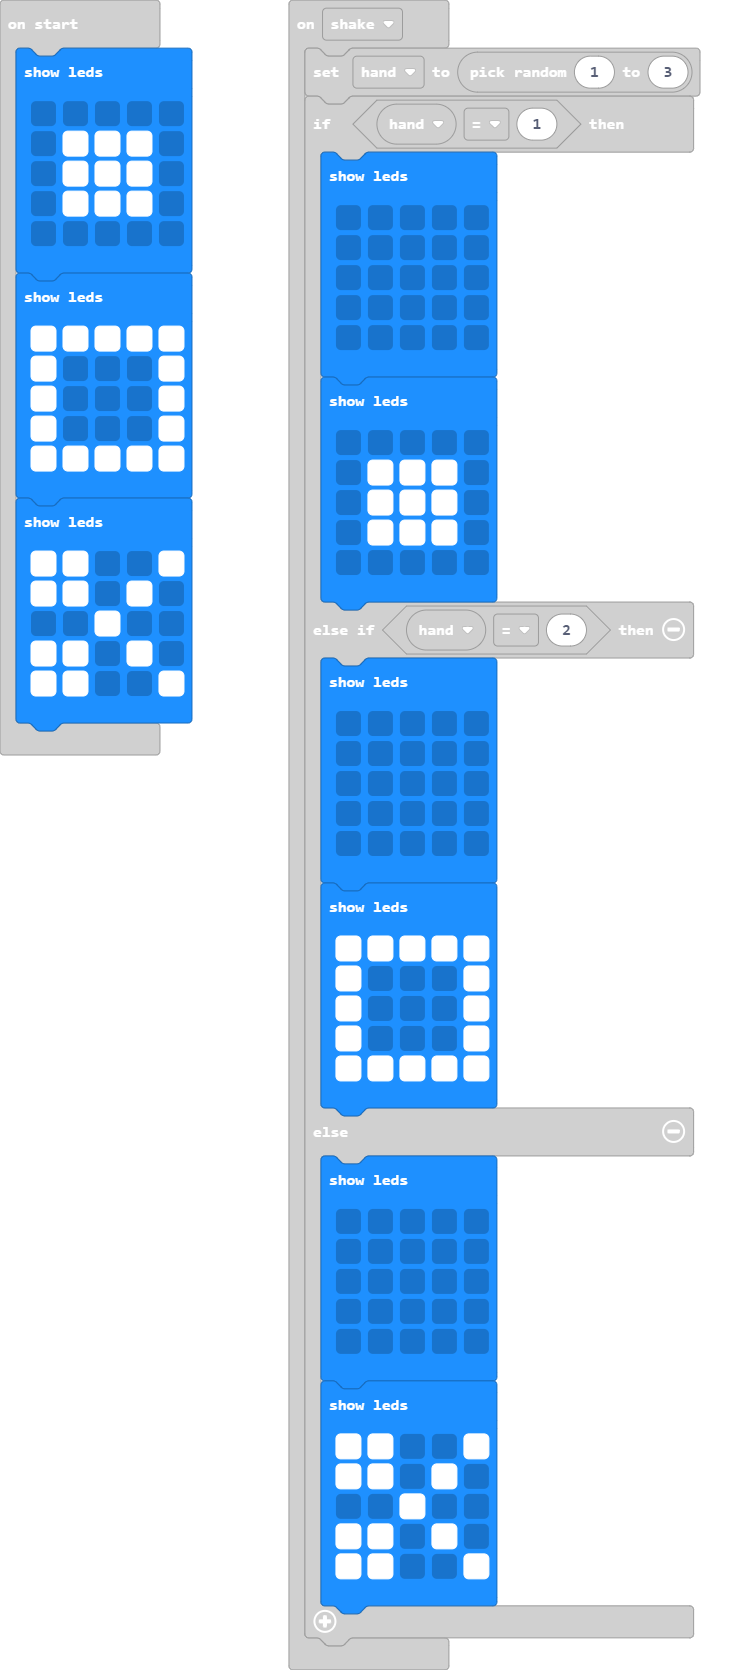 on start
show leds
show leds
show leds
on shake
set hand to pick random 1 to 3
if hand = 1 then
show leds
show leds
else if hand = 2 then
show leds
show leds
else
show leds
show leds